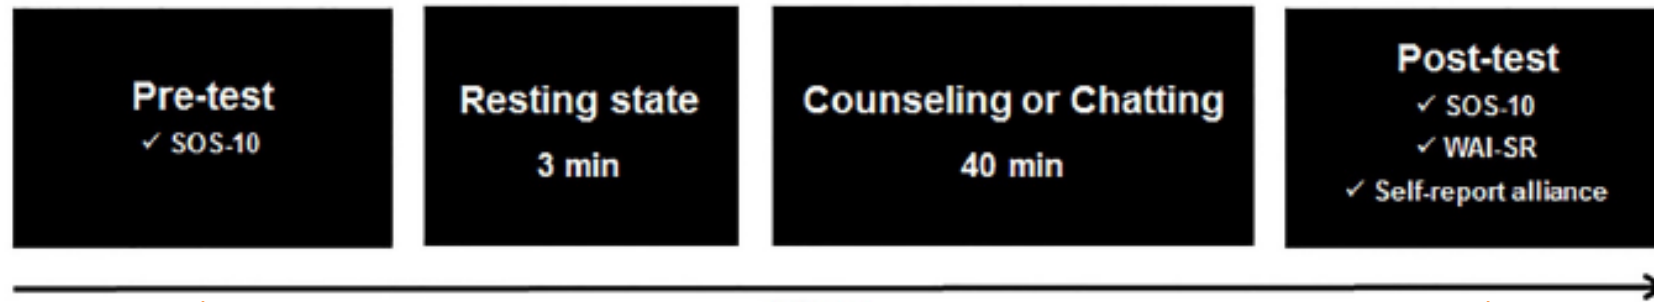 Pre-test
✓ SOS-10
Resting state
3 min
Counseling or Chatting
40 min
Post-test
✓ SOS-10
✓ WAI-SR
✓ Self-report alliance